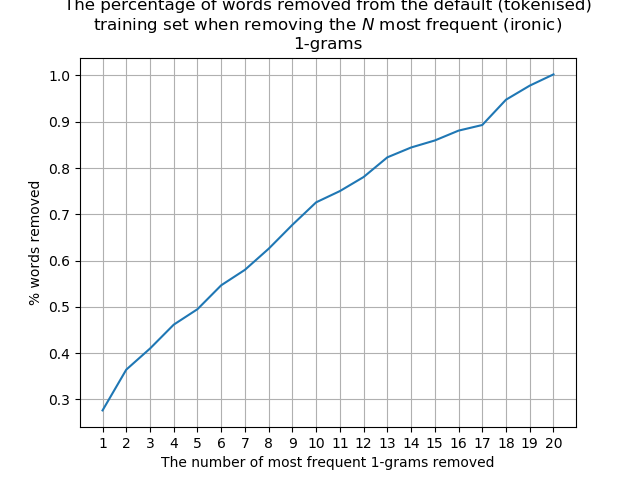 The percentage of words removed from the default (tokenised)
training set when removing the N most frequent (ironic)
1-grams
1.0
0.9
0.8
0.7
0.6
0.5
0.4
0.3
% words removed
1 2 3 4 5 6 7 8 9 10 11 12 13 14 15 16 17 18 19 20
The number of most frequent 1-grams removed